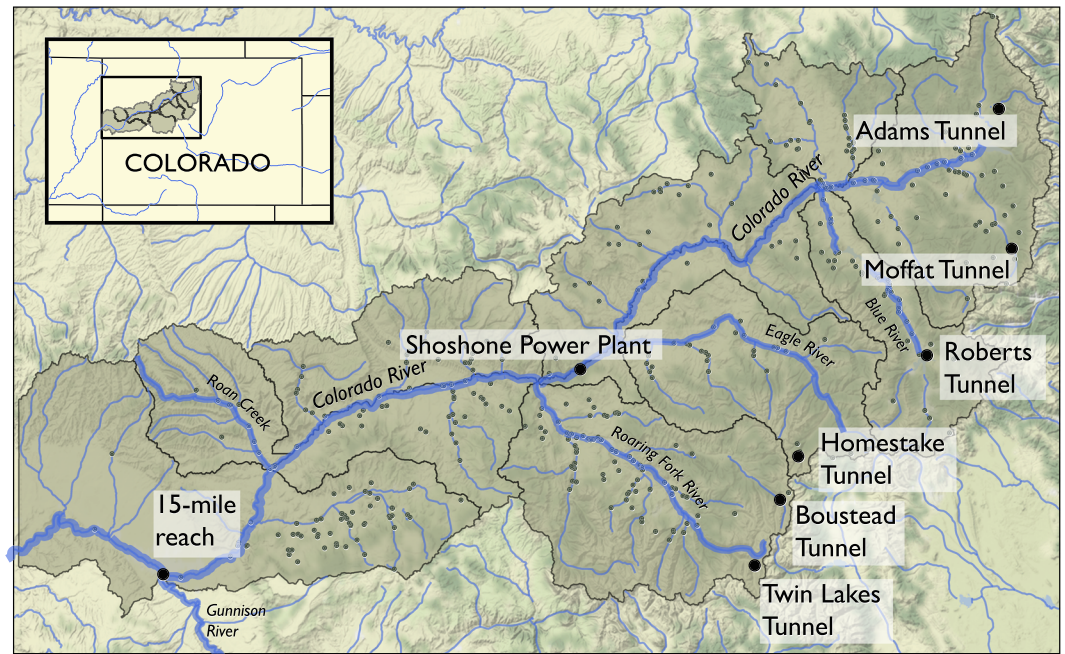 COLORADO
Adams Tunnel
Colorado River
Moffat Tunnel
Blue River
Shoshone Power Plant
Eagle River
Roberts
Tunnel
Colorado River
Roan Creek
Roaring Fork River
Homestake
Tunnel
15-mile
reach
Boustead
Tunnel
Twin Lakes
Tunnel
Gunnison
River